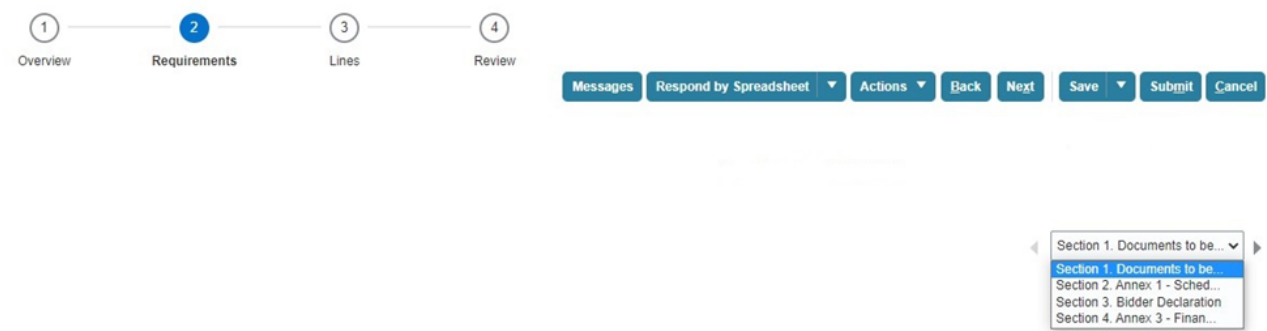 1 2 3 4
Overview Requirements Lines Review
Messages Respond by Spreadsheet Actions Back Next Save Submit Cancel
Section 1. Documents to be...
Section 1. Documents to be...
Section 2. Annex 1 - Sched...
Section 3. Bidder Declaration
Section 4. Annex 3 - Finan...